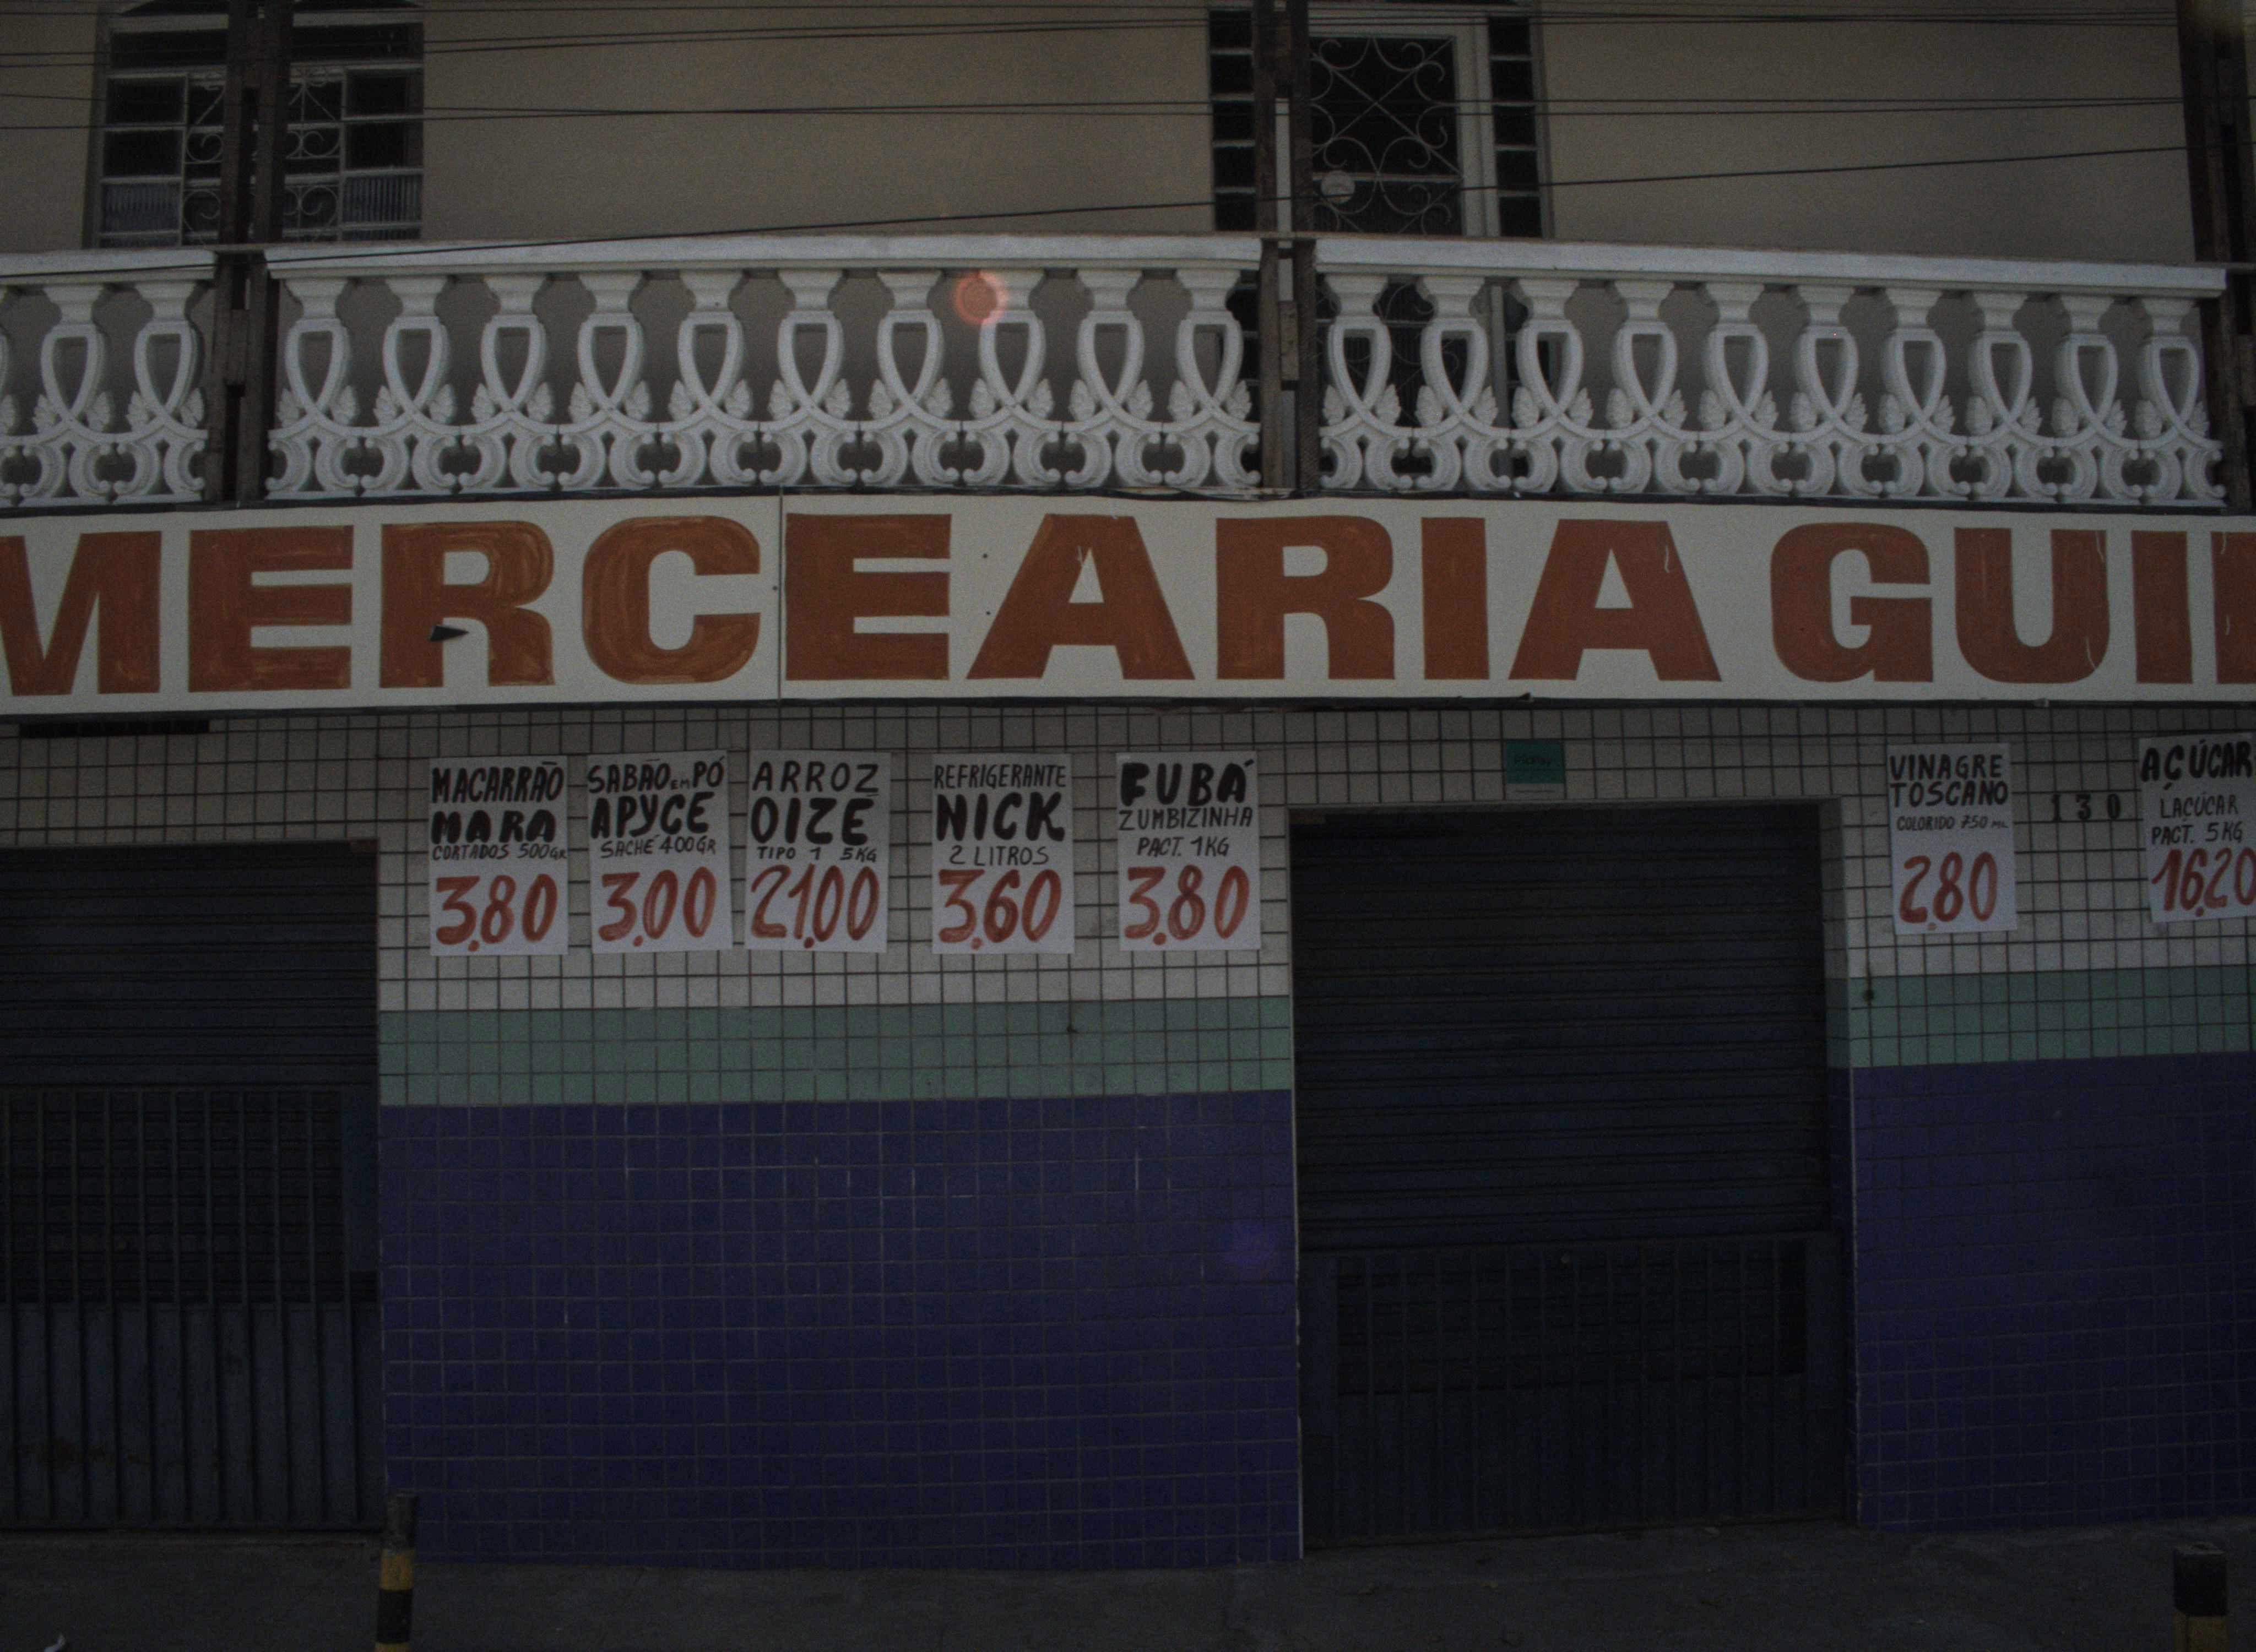 MERCEARIA GUI
MACARRÃO
MARA
CORTADOS 500GR
3,80
SABÃO EM PÓ
APYCE
SACHÉ 400GR
3,00
ARROZ
OIZE
TIPO 1 5KG
21,00
REFRIGERANTE
NICK
2 LITROS
3,60
FUBÁ
ZUMBIZINHA
PACT. 1KG
3,80
PicPay
VINAGRE
TOSCANO
COLORIDO 750 ML
2,80
130
AÇÚCAR
LAÇÚCAR
PACT. 5KG
16,20